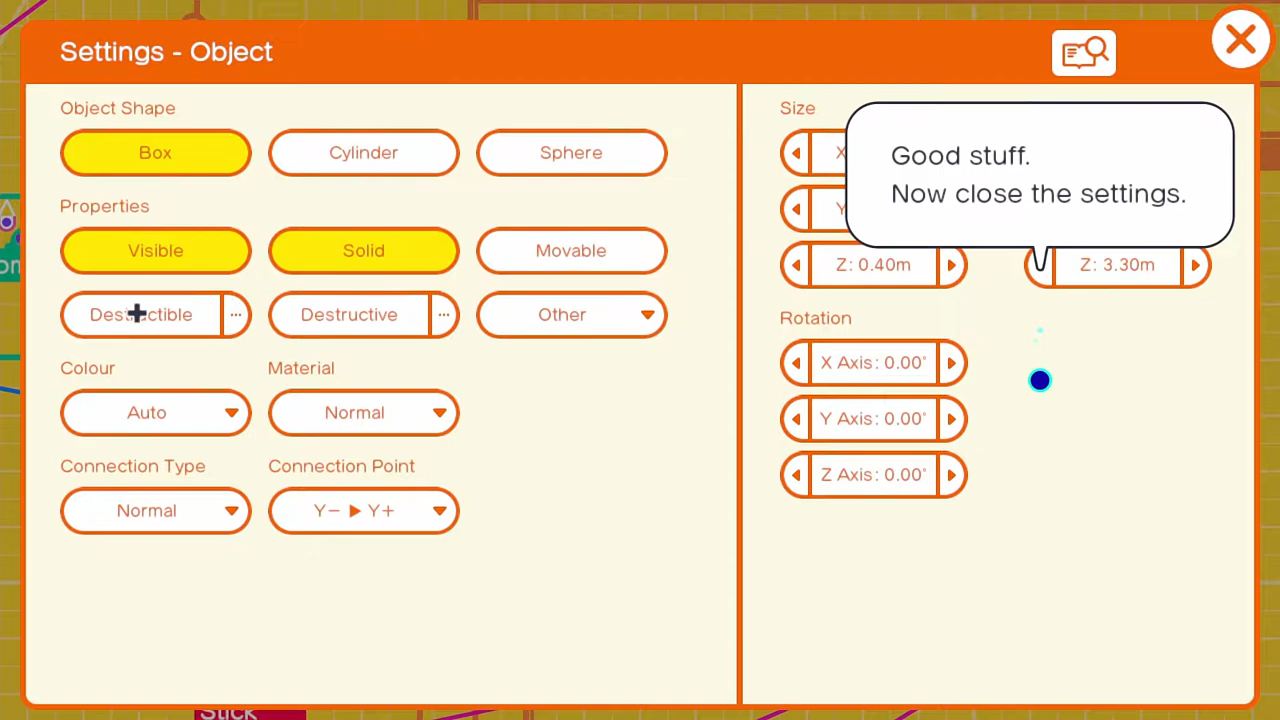 Settings - Object
Object Shape
Box
Cylinder
Sphere
Properties
Visible
Solid
Movable
Destructible
...
Destructive
...
Other
Colour
Material
Auto
Normal
Connection Type
Connection Point
Normal
Y− ▶ Y+
Size
X
Y
Z: 0.40m
Z: 3.30m
Good stuff.
Now close the settings.
Rotation
X Axis: 0.00°
Y Axis: 0.00°
Z Axis: 0.00°
Stick